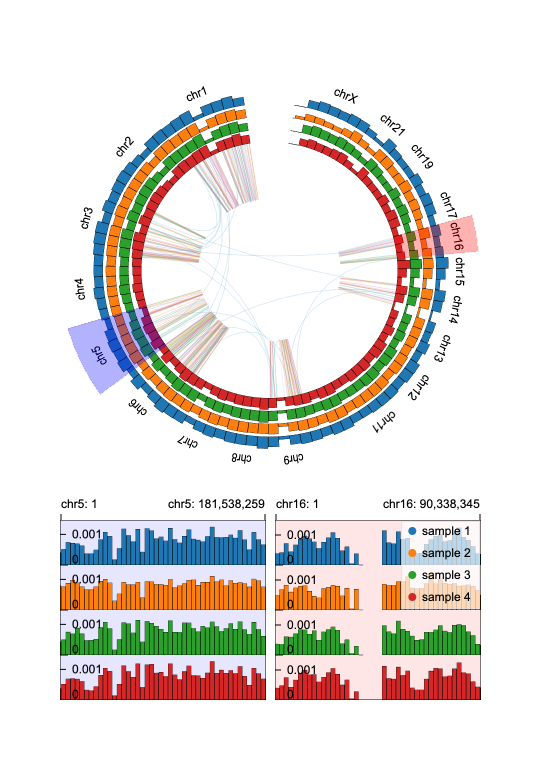 chr1
chrX
chr2
chr21
chr19
chr3
chr17
chr16
chr4
chr15
chr14
chr5
chr13
chr6
chr12
chr7
chr11
chr8
chr9
chr5: 1 chr5: 181,538,259 chr16: 1 chr16: 90,338,345
0.001 0.001 sample 1
0 0
0.001 0.001 sample 2
0 0
0.001 0.001 sample 3
0 0
sample 4
0.001 0.001
0 0